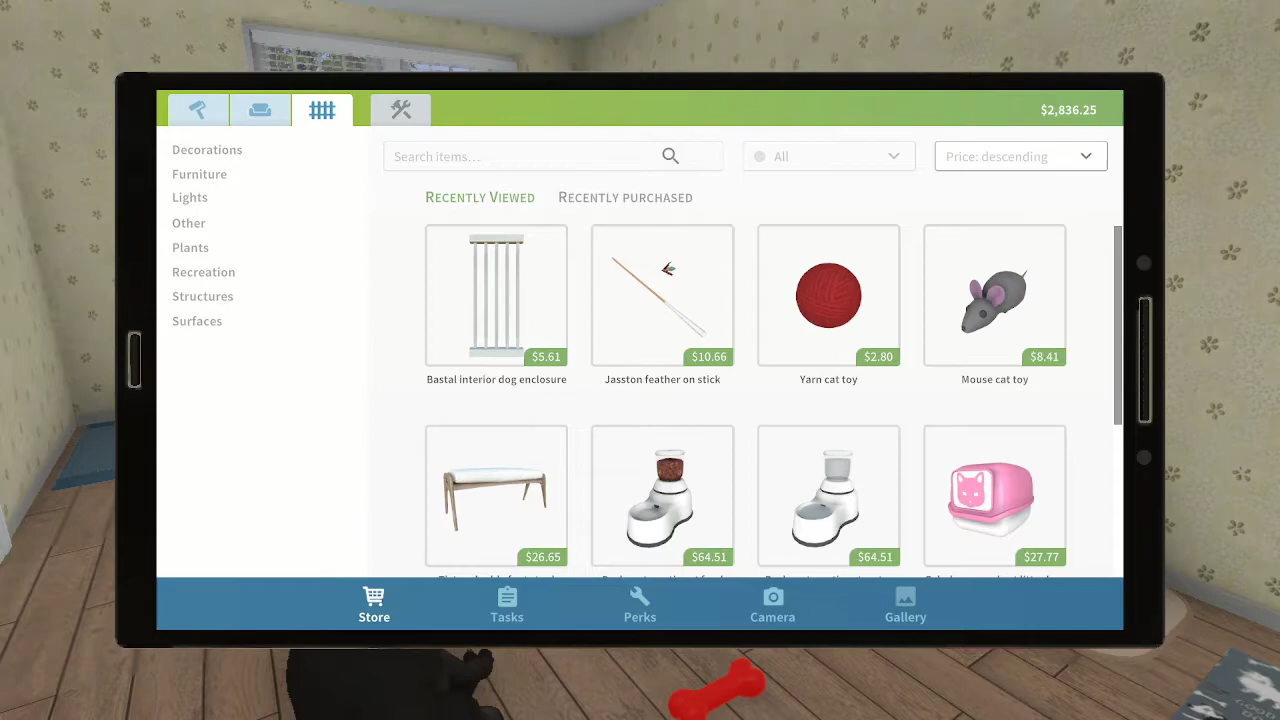 $2,836.25
Decorations
Furniture
Lights
Other
Plants
Recreation
Structures
Surfaces
Search items...
All
Price: descending
RECENTLY VIEWED
RECENTLY PURCHASED
$5.61
$10.66
$2.80
$8.41
Bastal interior dog enclosure
Jasston feather on stick
Yarn cat toy
Mouse cat toy
$26.65
$64.51
$64.51
$27.77
Store
Tasks
Perks
Camera
Gallery